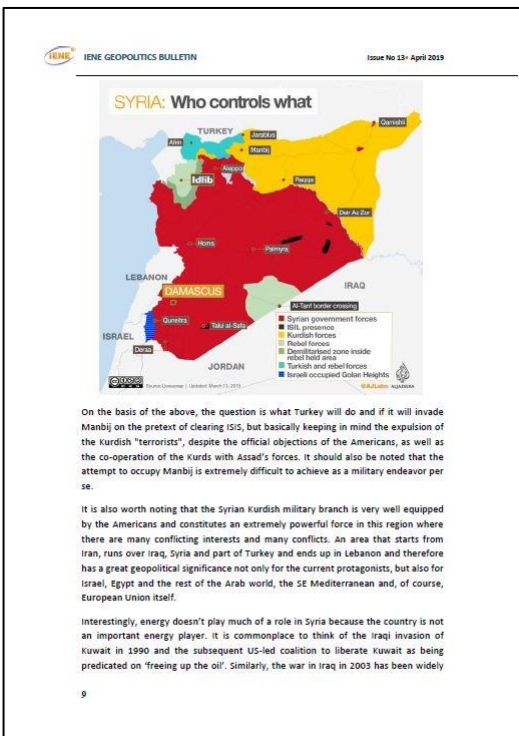 IENE
IENE GEOPOLITICS BULLETIN
Issue No 13• April 2019
SYRIA: Who controls what
TURKEY
Afrin
Jarablus
Manbij
Qamishli
Idlib
Aleppo
Raqqa
Deir Az Zor
Homs
Palmyra
LEBANON
DAMASCUS
IRAQ
Al-Tanf border crossing
Quneitra
Talul al-Safa
ISRAEL
Deraa
JORDAN
Syrian government forces
ISIL presence
Kurdish forces
Rebel forces
Demilitarised zone inside
rebel held area
Turkish and rebel forces
Israeli occupied Golan Heights
Source: Liveuamap | Updated: March 13, 2019
@AJLabs
ALJAZEERA
On the basis of the above, the question is what Turkey will do and if it will invade
Manbij on the pretext of clearing ISIS, but basically keeping in mind the expulsion of
the Kurdish "terrorists", despite the official objections of the Americans, as well as
the co-operation of the Kurds with Assad's forces. It should also be noted that the
attempt to occupy Manbij is extremely difficult to achieve as a military endeavor per
se.
It is also worth noting that the Syrian Kurdish military branch is very well equipped
by the Americans and constitutes an extremely powerful force in this region where
there are many conflicting interests and many conflicts. An area that starts from
Iran, runs over Iraq, Syria and part of Turkey and ends up in Lebanon and therefore
has a great geopolitical significance not only for the current protagonists, but also for
Israel, Egypt and the rest of the Arab world, the SE Mediterranean and, of course,
European Union itself.
Interestingly, energy doesn't play much of a role in Syria because the country is not
an important energy player. It is commonplace to think of the Iraqi invasion of
Kuwait in 1990 and the subsequent US-led coalition to liberate Kuwait as being
predicated on 'freeing up the oil'. Similarly, the war in Iraq in 2003 has been widely
9